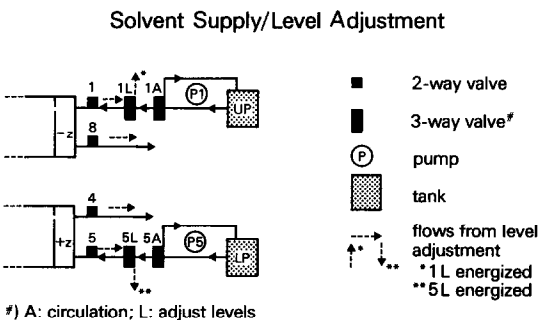 Solvent Supply/Level Adjustment
1 1L * 1A P1 UP
-z
8
4
+z
5 5L 5A P5 LP
**
2-way valve
3-way valve#
P pump
tank
flows from level
adjustment
* *1L energized
** **5L energized
#) A: circulation; L: adjust levels